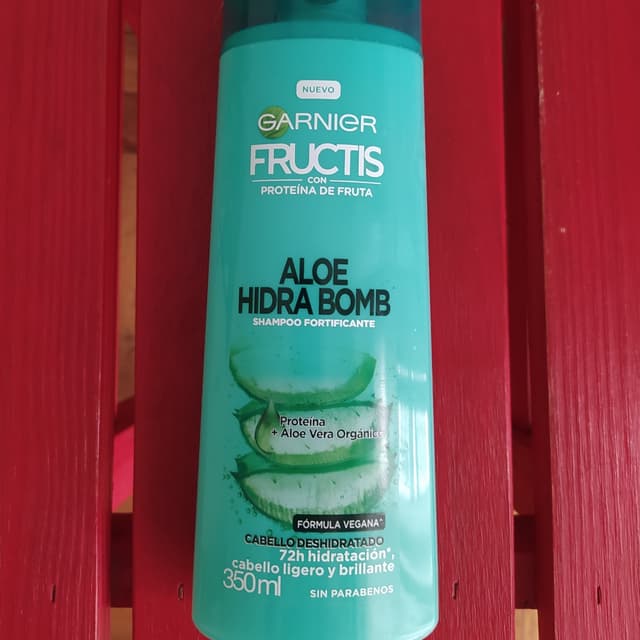 NUEVO
GARNIER
FRUCTIS
CON
PROTEÍNA DE FRUTA
ALOE
HIDRA BOMB
SHAMPOO FORTIFICANTE
Proteína
+ Aloe Vera Orgánico
FÓRMULA VEGANA^
CABELLO DESHIDRATADO
72h hidratación*,
cabello ligero y brillante
350ml
SIN PARABENOS